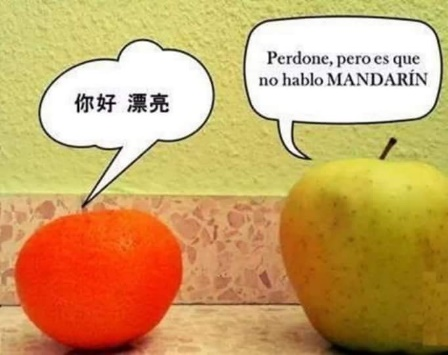 你好 漂亮
Perdone, pero es que
no hablo MANDARÍN